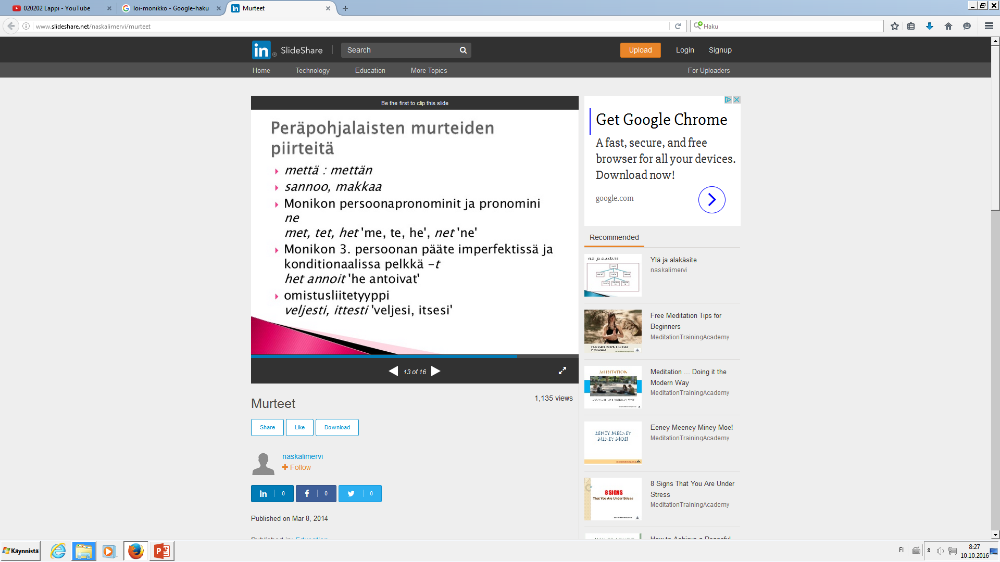 020202 Lappi - YouTube
loi-monikko - Google-haku
Murteet
www.slideshare.net/naskalimervi/murteet
Haku
in® SlideShare
Search
Upload
Login
Signup
Home
Technology
Education
More Topics
For Uploaders
Be the first to clip this slide
Peräpohjalaisten murteiden
piirteitä
mettä : mettän
sannoo, makkaa
Monikon persoonapronominit ja pronomini
ne
met, tet, het 'me, te, he', net 'ne'
Monikon 3. persoonan pääte imperfektissä ja
konditionaalissa pelkkä -t
het annoit 'he antoivat'
omistusliitetyyppi
veljesti, ittesti 'veljesi, itsesi'
13 of 16
Murteet
1,135 views
Share
Like
Download
naskalimervi
+ Follow
in 0
f 0
0
Published on Mar 8, 2014
Published in: Education
Get Google Chrome
A fast, secure, and free
browser for all your devices.
Download now!
google.com
Recommended
YLÄ- JA ALAKÄSITE
Ylä ja alakäsite
naskalimervi
Free Meditation Tips for
Beginners
MeditationTrainingAcademy
MEDITATION
DOING IT THE MODERN WAY
Meditation ... Doing it the
Modern Way
MeditationTrainingAcademy
EENEY MEENEY
MINEY MOE!
Eeney Meeney Miney Moe!
MeditationTrainingAcademy
8 SIGNS
That You Are Under Stress
8 Signs That You Are Under
Stress
MeditationTrainingAcademy
How to Achieve a Peaceful
Käynnistä
FI
8:27
10.10.2016